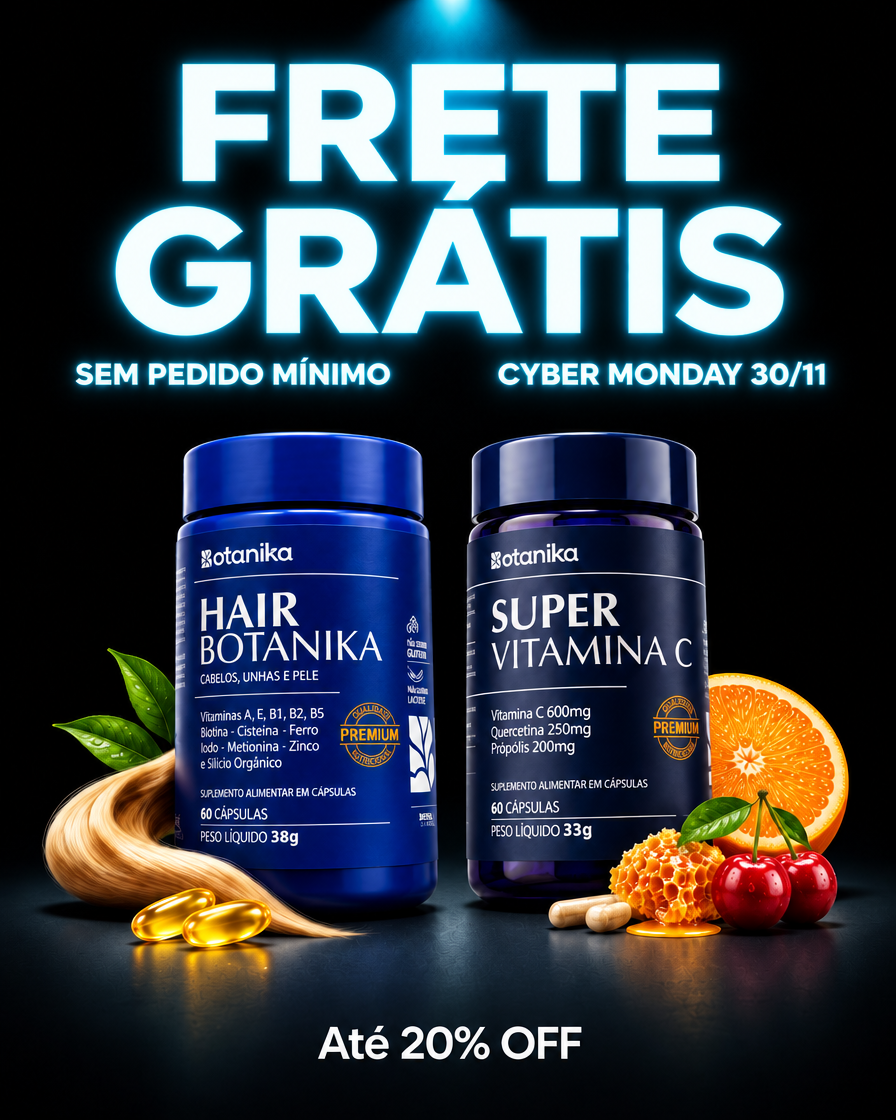 FRETE
GRÁTIS
SEM PEDIDO MÍNIMO
CYBER MONDAY 30/11
Botanika
HAIR
BOTANIKA
CABELOS, UNHAS E PELE
Vitaminas A, E, B1, B2, B5
Biotina - Cisteína - Ferro
Iodo - Metionina - Zinco
e Silício Orgânico
PREMIUM
SUPLEMENTO ALIMENTAR EM CÁPSULAS
60 CÁPSULAS
PESO LÍQUIDO 38g
Botanika
SUPER
VITAMINA C
Vitamina C 600mg
Quercetina 250mg
Própolis 200mg
PREMIUM
SUPLEMENTO ALIMENTAR EM CÁPSULAS
60 CÁPSULAS
PESO LÍQUIDO 33g
Até 20% OFF